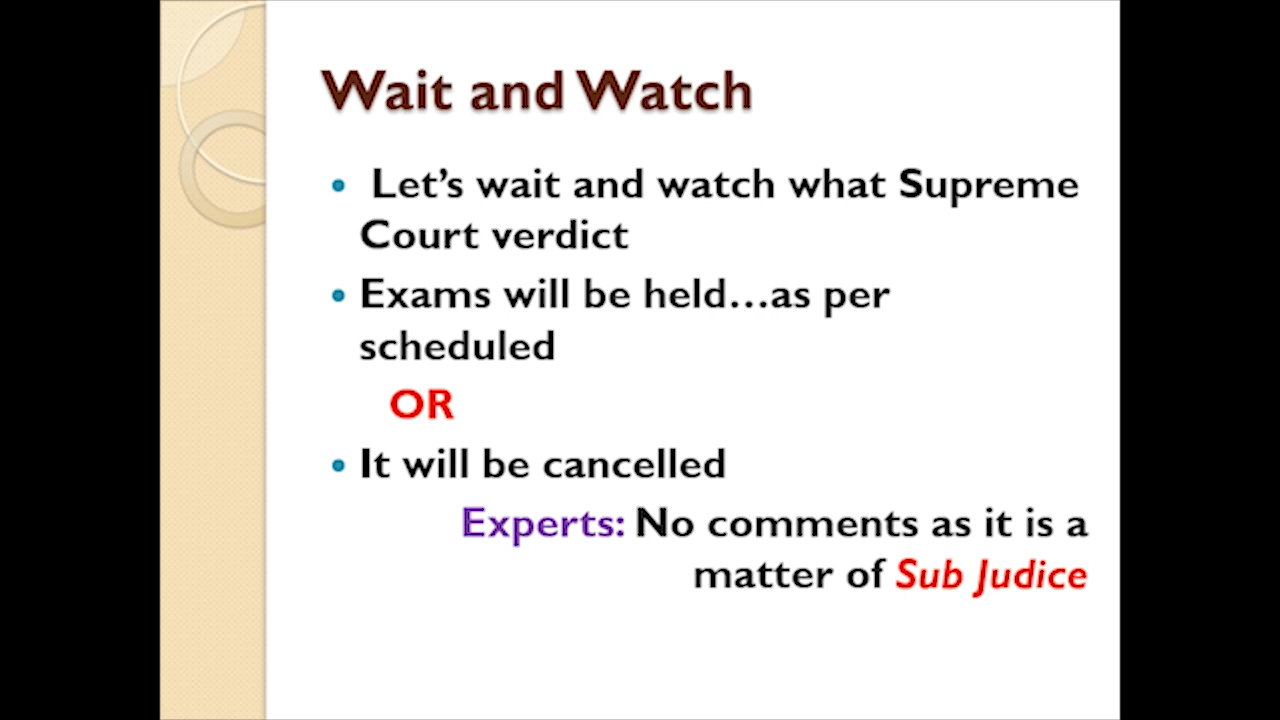 Wait and Watch
• Let's wait and watch what Supreme
Court verdict
• Exams will be held...as per
scheduled
OR
• It will be cancelled
Experts: No comments as it is a
matter of Sub Judice